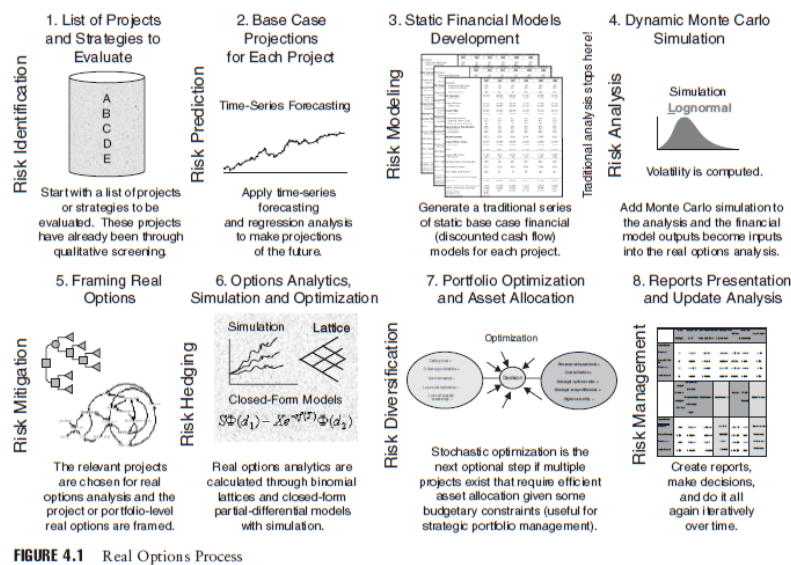 1. List of Projects
and Strategies to
Evaluate
Risk Identification
A
B
C
D
E
Start with a list of projects
or strategies to be
evaluated. These projects
have already been through
qualitative screening.
2. Base Case
Projections
for Each Project
Risk Prediction
Time-Series Forecasting
Apply time-series
forecasting
and regression analysis
to make projections
of the future.
3. Static Financial Models
Development
Risk Modeling
Generate a traditional series
of static base case financial
(discounted cash flow)
models for each project.
Traditional analysis stops here!
4. Dynamic Monte Carlo
Simulation
Risk Analysis
Simulation
Lognormal
Volatility is computed.
Add Monte Carlo simulation to
the analysis and the financial
model outputs become inputs
into the real options analysis.
5. Framing Real
Options
Risk Mitigation
The relevant projects
are chosen for real
options analysis and the
project or portfolio-level
real options are framed.
6. Options Analytics,
Simulation and Optimization
Risk Hedging
Simulation
Lattice
Closed-Form Models
SΦ(d₁) − Xe^−rf(T) Φ(d₂)
Real options analytics are
calculated through binomial
lattices and closed-form
partial-differential models
with simulation.
7. Portfolio Optimization
and Asset Allocation
Risk Diversification
Optimization
Decision
Stochastic optimization is the
next optional step if multiple
projects exist that require efficient
asset allocation given some
budgetary constraints (useful for
strategic portfolio management).
8. Reports Presentation
and Update Analysis
Risk Management
Create reports,
make decisions,
and do it all
again iteratively
over time.
FIGURE 4.1 Real Options Process